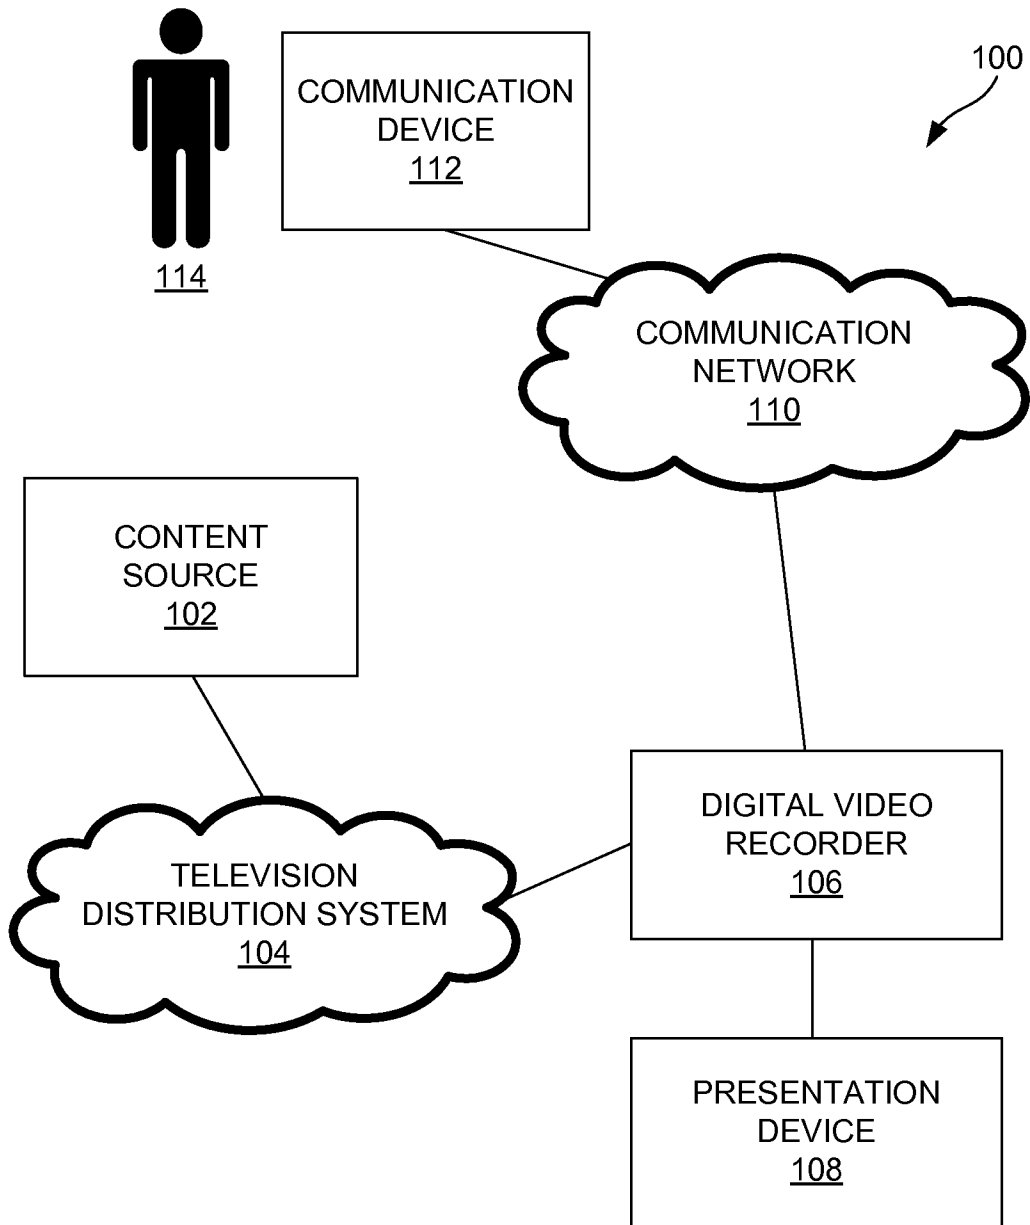 100
COMMUNICATION
DEVICE
112
114
COMMUNICATION
NETWORK
110
CONTENT
SOURCE
102
DIGITAL VIDEO
RECORDER
106
TELEVISION
DISTRIBUTION SYSTEM
104
PRESENTATION
DEVICE
108